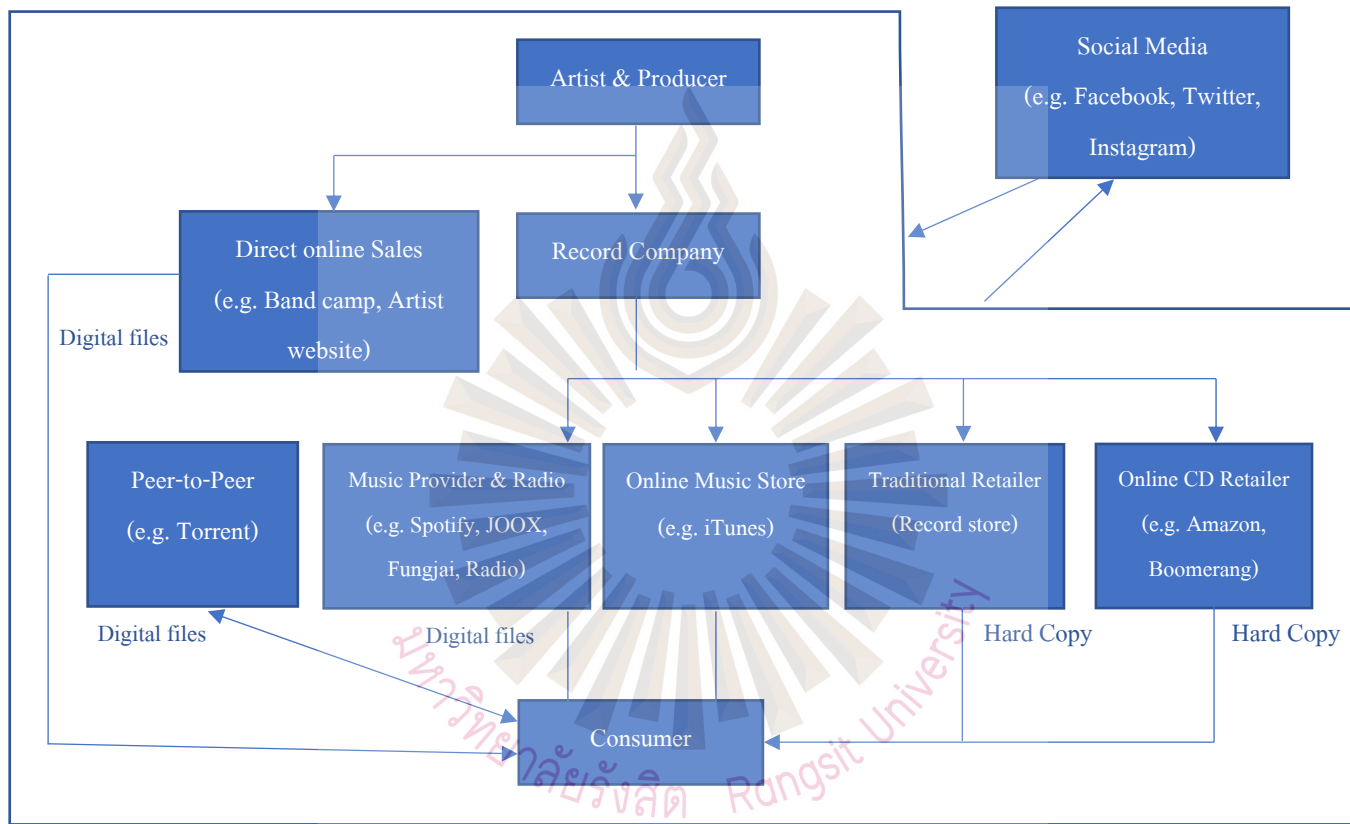 Artist & Producer
Social Media
(e.g. Facebook, Twitter,
Instagram)
Direct online Sales
(e.g. Band camp, Artist
website)
Record Company
Digital files
Peer-to-Peer
(e.g. Torrent)
Music Provider & Radio
(e.g. Spotify, JOOX,
Fungjai, Radio)
Online Music Store
(e.g. iTunes)
Traditional Retailer
(Record store)
Online CD Retailer
(e.g. Amazon,
Boomerang)
Digital files
Digital files
Hard Copy
Hard Copy
Consumer
มหาวิทยาลัยรังสิต Rangsit University